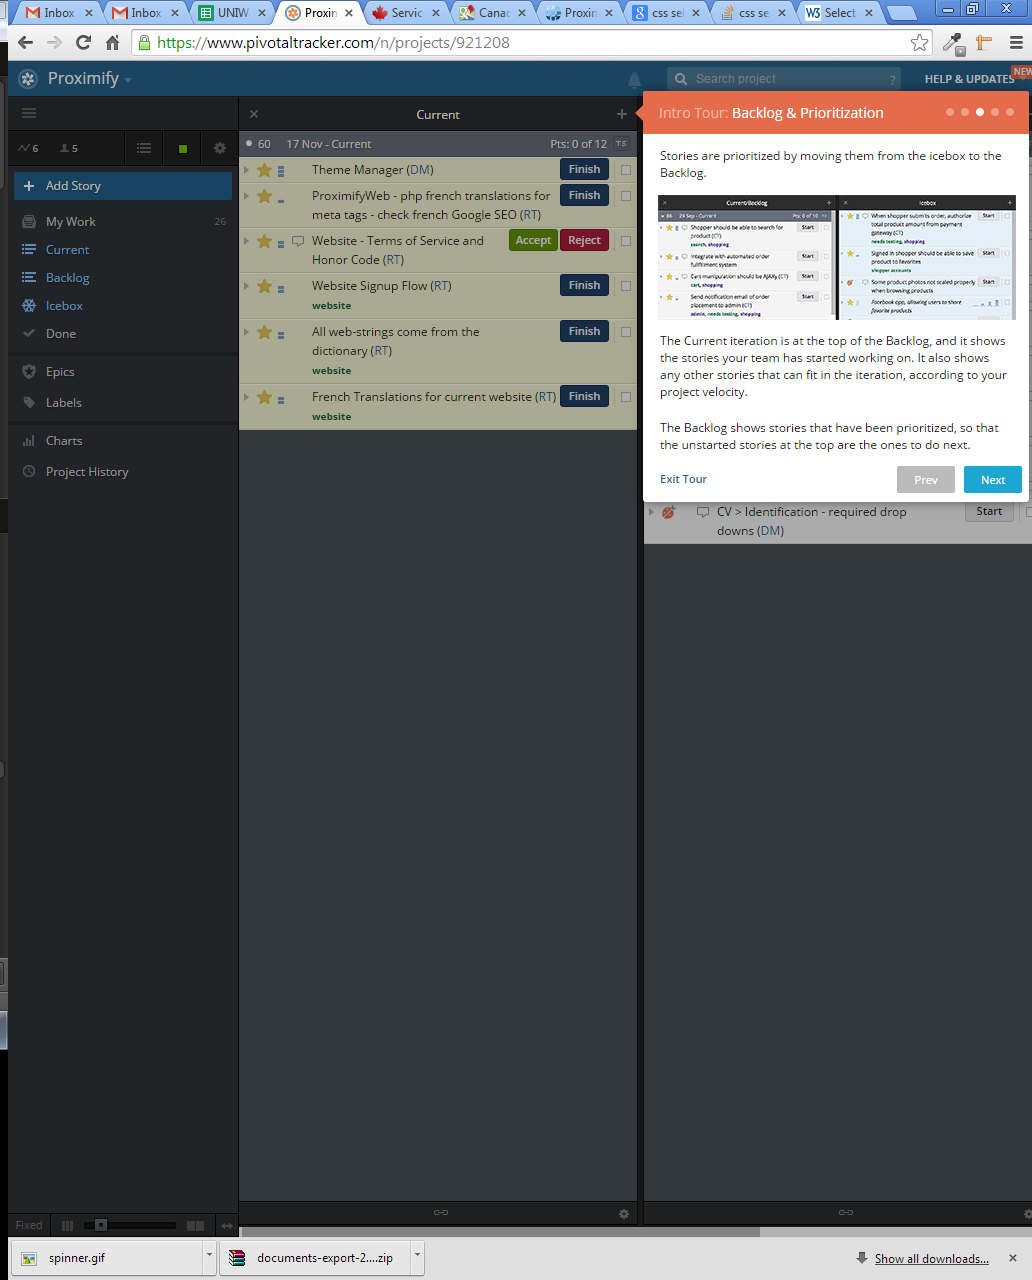 Inbox
Inbox
UNIW
Proxin
Servic
Canad
Proxin
css sel
css se
Select
https://www.pivotaltracker.com/n/projects/921208
Proximify
Search project
?
HELP & UPDATES
NEW
6
5
Add Story
My Work 26
Current
Backlog
Icebox
Done
Epics
Labels
Charts
Project History
Fixed
Current
60 17 Nov - Current Pts: 0 of 12 TS
Theme Manager (DM) Finish
ProximifyWeb - php french translations for Finish
meta tags - check french Google SEO (RT)
Website - Terms of Service and Accept Reject
Honor Code (RT)
Website Signup Flow (RT) Finish
website
All web-strings come from the Finish
dictionary (RT)
website
French Translations for current website (RT) Finish
website
Intro Tour: Backlog & Prioritization
Stories are prioritized by moving them from the icebox to the
Backlog.
Current/Backlog
86 29 Sep - Current Pts: 0 of 10
Shopper should be able to search for Start
product (CT)
search, shopping
Integrate with automated order Start
fullfillment system
Cart manipulation should be AJAXy (CT) Start
cart, shopping
Send notification email of order Start
placement to admin (CT)
admin, needs testing, shopping
Icebox
When shopper submits order, authorize Start
total product amount from payment
gateway (CT)
needs testing, shopping
Signed in shopper should be able to save Start
product to favorites
shopper accounts
Some product photos not scaled properly Start
when browsing products
Facebook app, allowing users to share
favorite products
The Current iteration is at the top of the Backlog, and it shows
the stories your team has started working on. It also shows
any other stories that can fit in the iteration, according to your
project velocity.
The Backlog shows stories that have been prioritized, so that
the unstarted stories at the top are the ones to do next.
Exit Tour Prev Next
CV > Identification - required drop Start
downs (DM)
spinner.gif
documents-export-2....zip
Show all downloads...